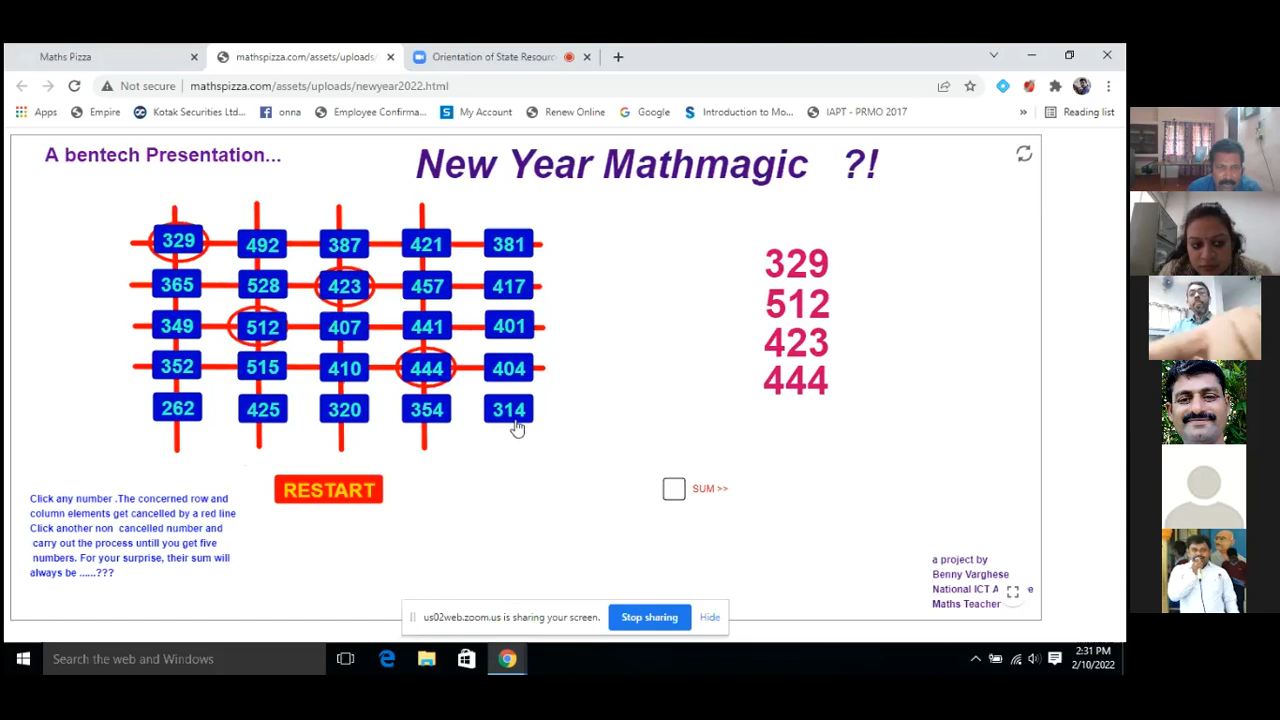 Maths Pizza
mathspizza.com/assets/uploads/
Orientation of State Resourc
Not secure mathspizza.com/assets/uploads/newyear2022.html
Apps Empire Kotak Securities Ltd... onna Employee Confirma... My Account Renew Online Google Introduction to Mo... IAPT - PRMO 2017 » Reading list
A bentech Presentation...
New Year Mathmagic ?!
329 492 387 421 381
365 528 423 457 417
349 512 407 441 401
352 515 410 444 404
262 425 320 354 314
329
512
423
444
RESTART
SUM >>
Click any number .The concerned row and
column elements get cancelled by a red line
Click another non cancelled number and
carry out the process untill you get five
numbers. For your surprise, their sum will
always be ......???
a project by
Benny Varghese
National ICT A e
Maths Teacher
us02web.zoom.us is sharing your screen. Stop sharing Hide
Search the web and Windows
2:31 PM
2/10/2022